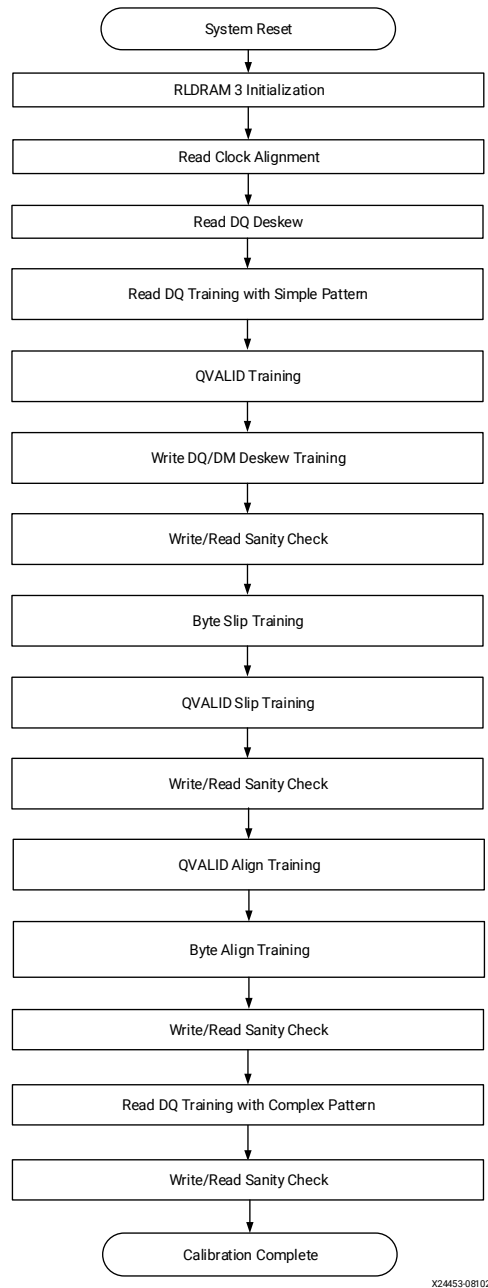 System Reset
RLDRAM 3 Initialization
Read Clock Alignment
Read DQ Deskew
Read DQ Training with Simple Pattern
QVALID Training
Write DQ/DM Deskew Training
Write/Read Sanity Check
Byte Slip Training
QVALID Slip Training
Write/Read Sanity Check
QVALID Align Training
Byte Align Training
Write/Read Sanity Check
Read DQ Training with Complex Pattern
Write/Read Sanity Check
Calibration Complete
X24453-08102